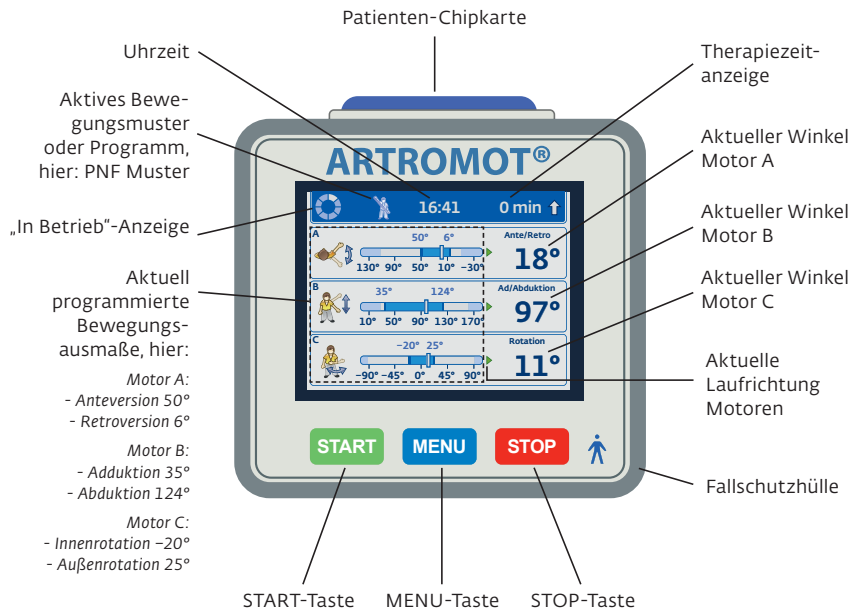 Patienten-Chipkarte
Uhrzeit
Aktives Bewe-
gungsmuster
oder Programm,
hier: PNF Muster
„In Betrieb“-Anzeige
Aktuell
programmierte
Bewegungs-
ausmaße, hier:
Motor A:
- Anteversion 50°
- Retroversion 6°
Motor B:
- Adduktion 35°
- Abduktion 124°
Motor C:
- Innenrotation –20°
- Außenrotation 25°
ARTROMOT®
16:41 0 min
A
50° 6°
130° 90° 50° 10° –30°
Ante/Retro
18°
B
35° 124°
10° 50° 90° 130° 170°
Ad/Abduktion
97°
C
–20° 25°
–90° –45° 0° 45° 90°
Rotation
11°
START MENU STOP
Therapiezeit-
anzeige
Aktueller Winkel
Motor A
Aktueller Winkel
Motor B
Aktueller Winkel
Motor C
Aktuelle
Laufrichtung
Motoren
Fallschutzhülle
START-Taste MENU-Taste STOP-Taste